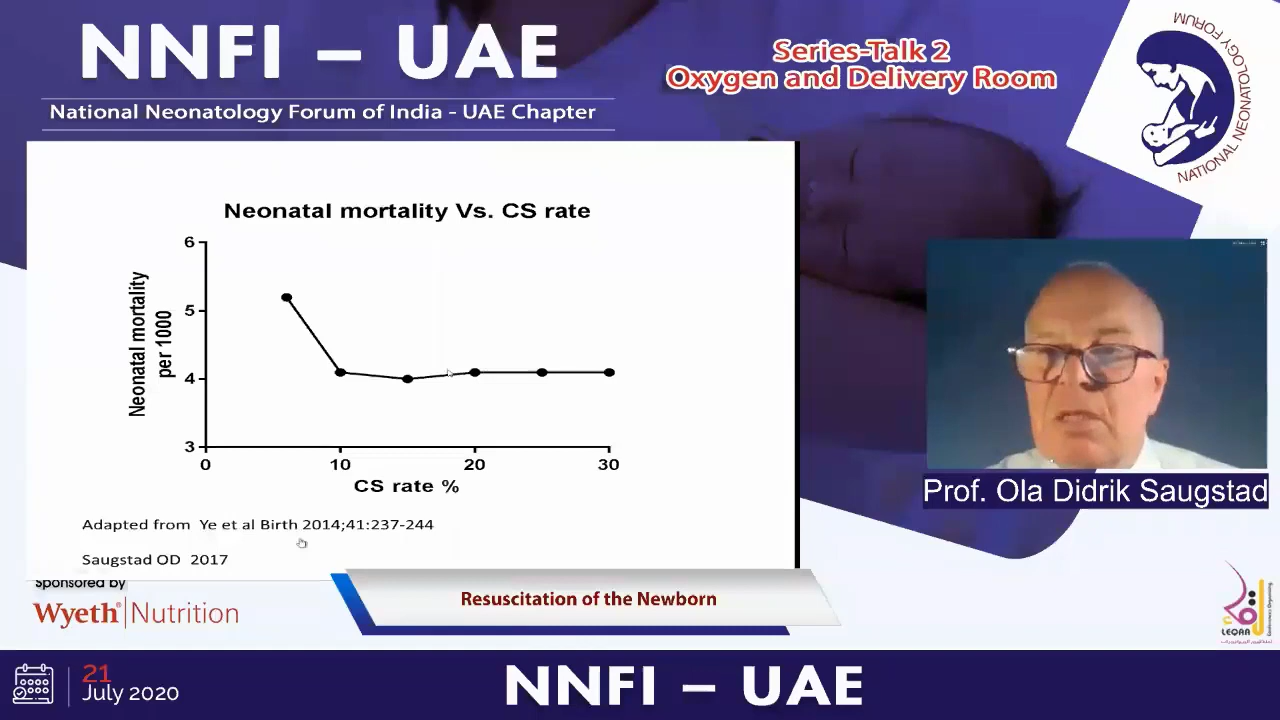 NNFI – UAE
National Neonatology Forum of India - UAE Chapter
Series-Talk 2
Oxygen and Delivery Room
NATIONAL NEONATOLOGY FORUM
Neonatal mortality Vs. CS rate
Neonatal mortality
per 1000
6
5
4
3
0
10
20
30
CS rate %
Adapted from Ye et al Birth 2014;41:237-244
Saugstad OD 2017
Prof. Ola Didrik Saugstad
Sponsored by
Wyeth® Nutrition
Resuscitation of the Newborn
LEQAA
21
July 2020
NNFI – UAE